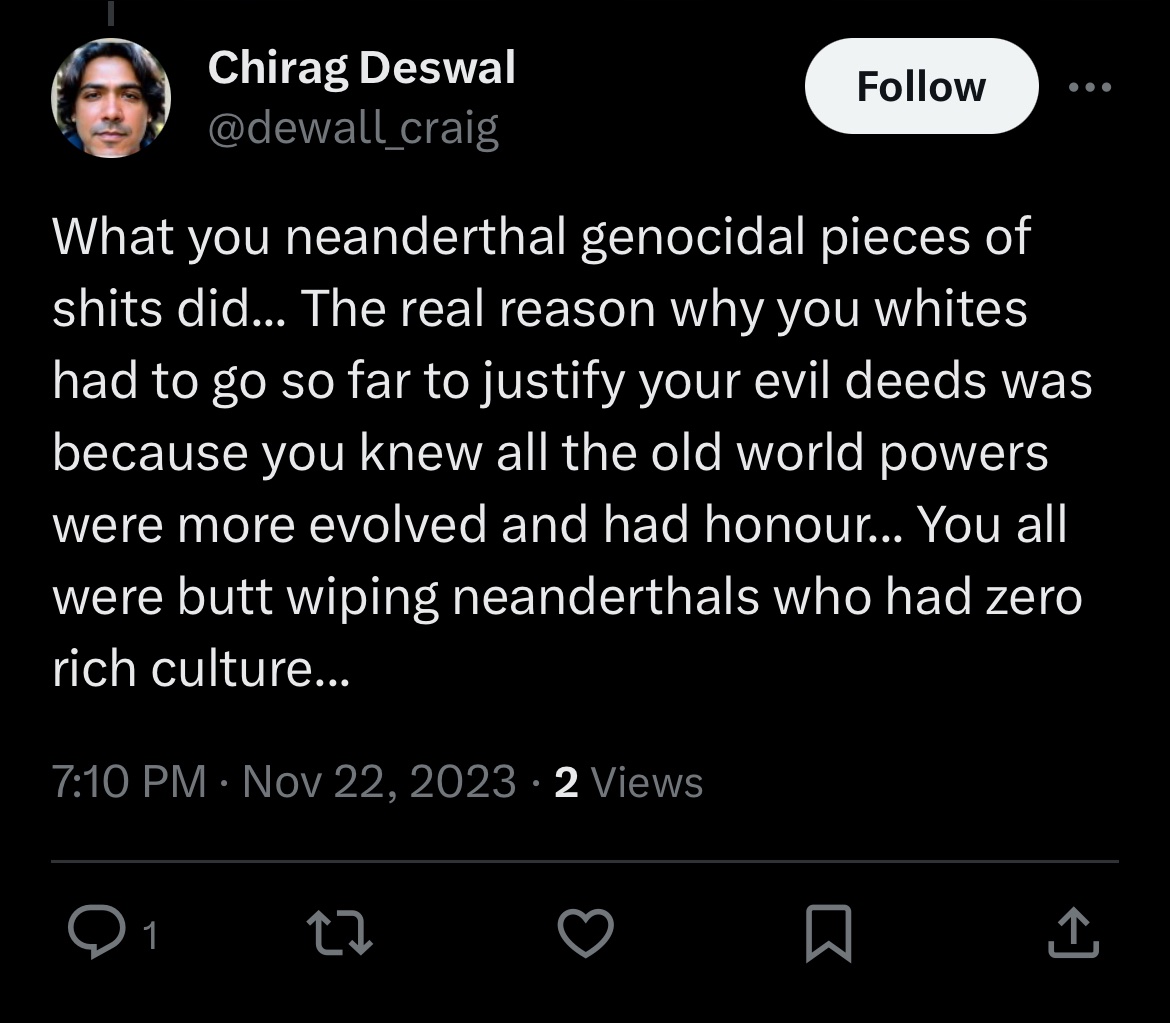 Chirag Deswal
@dewall_craig
Follow
What you neanderthal genocidal pieces of
shits did... The real reason why you whites
had to go so far to justify your evil deeds was
because you knew all the old world powers
were more evolved and had honour... You all
were butt wiping neanderthals who had zero
rich culture...
7:10 PM · Nov 22, 2023 · 2 Views
1